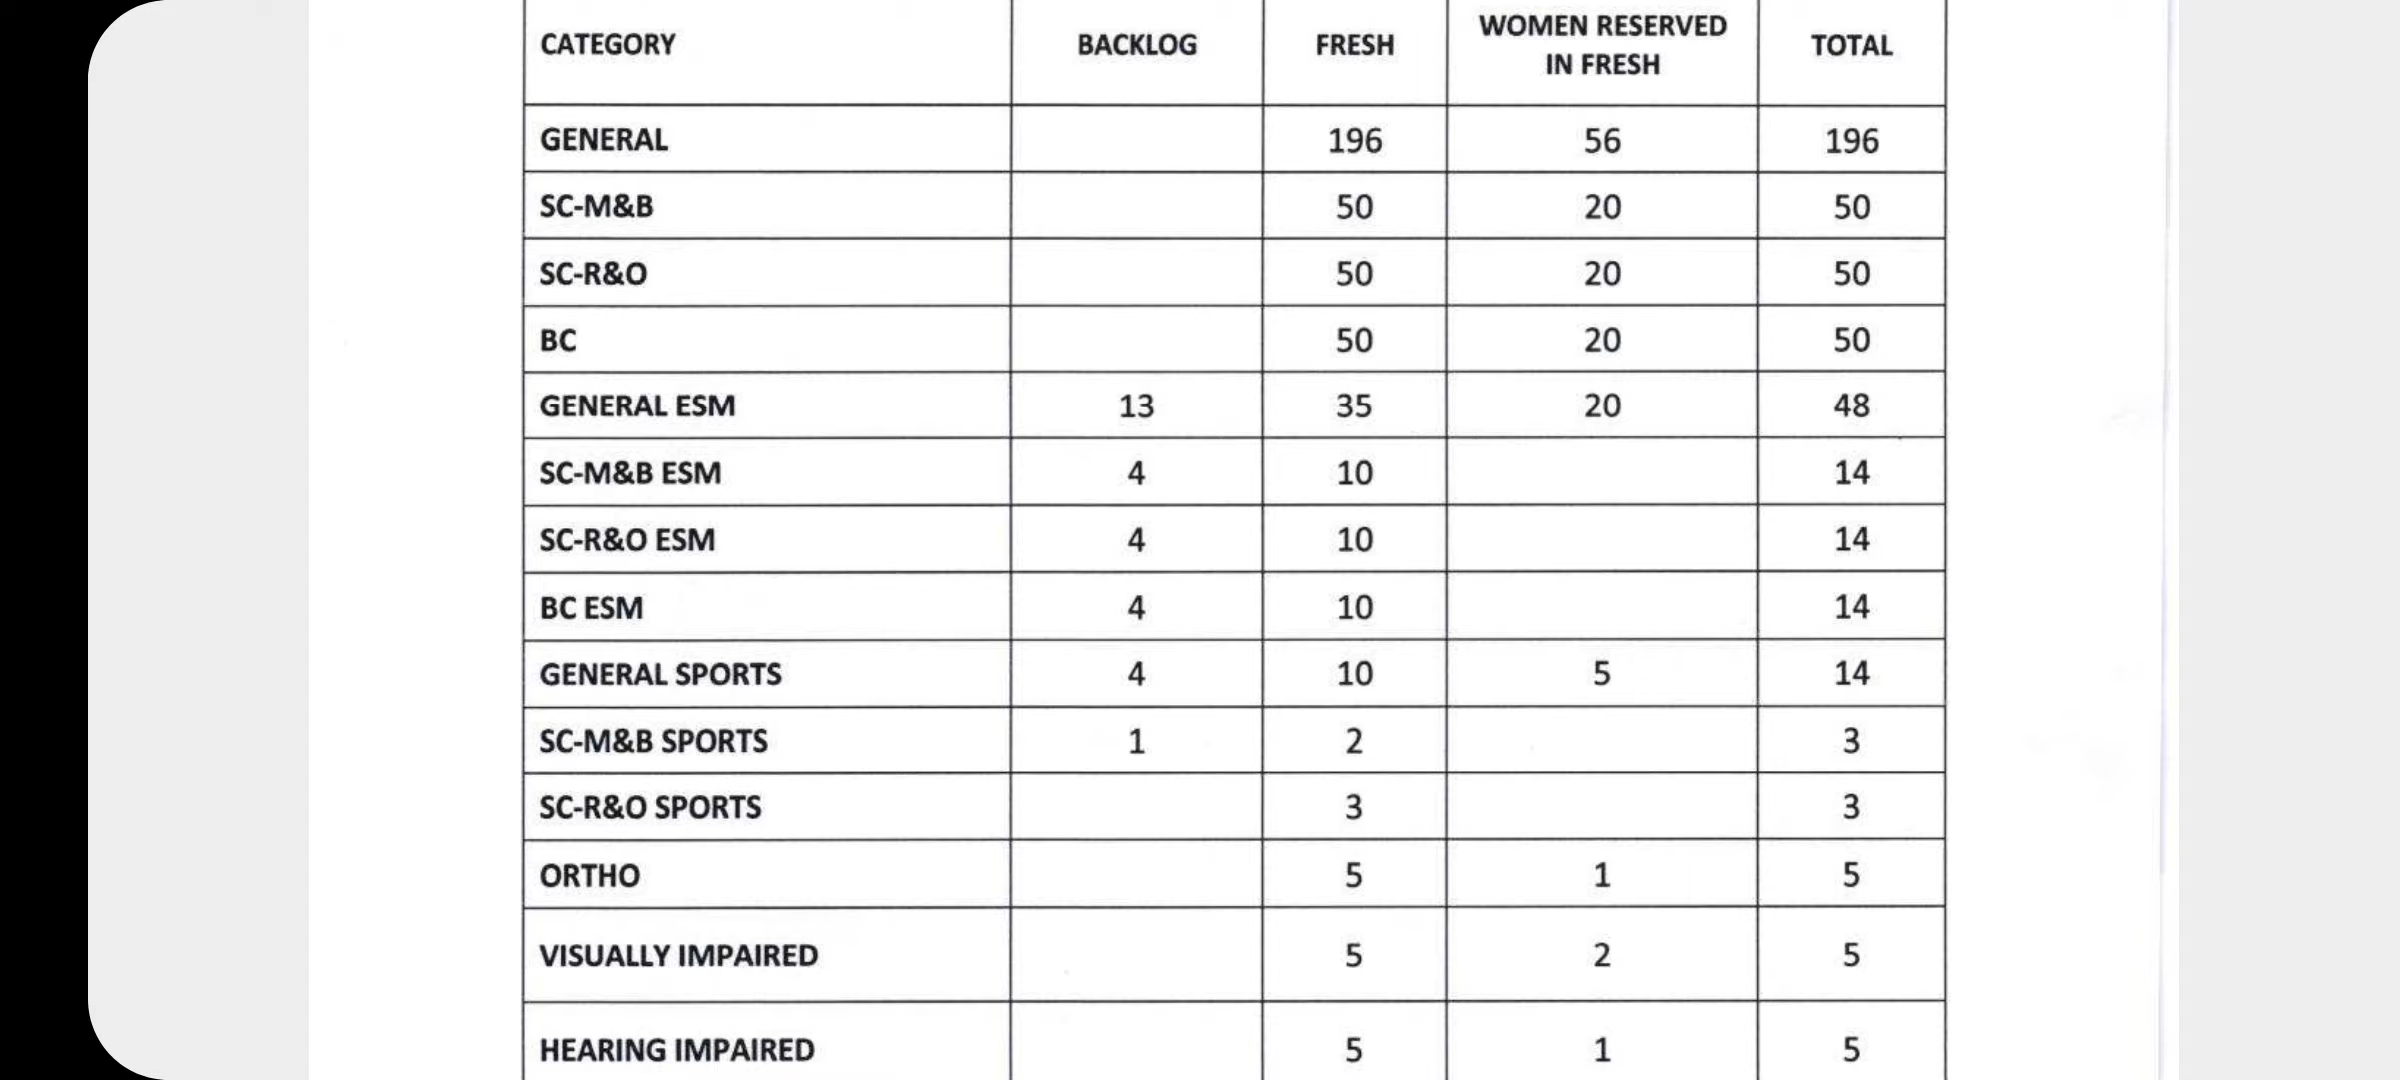 CATEGORY BACKLOG FRESH WOMEN RESERVED IN FRESH TOTAL
GENERAL 196 56 196
SC-M&B 50 20 50
SC-R&O 50 20 50
BC 50 20 50
GENERAL ESM 13 35 20 48
SC-M&B ESM 4 10 14
SC-R&O ESM 4 10 14
BC ESM 4 10 14
GENERAL SPORTS 4 10 5 14
SC-M&B SPORTS 1 2 3
SC-R&O SPORTS 3 3
ORTHO 5 1 5
VISUALLY IMPAIRED 5 2 5
HEARING IMPAIRED 5 1 5